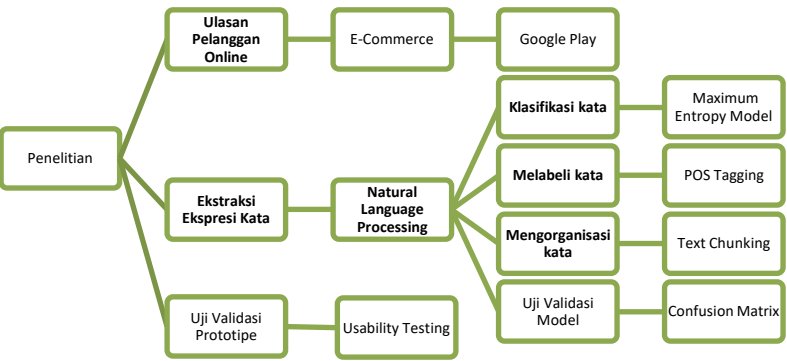 Penelitian
Ulasan
Pelanggan
Online
E-Commerce
Google Play
Ekstraksi
Ekspresi Kata
Natural
Language
Processing
Klasifikasi kata
Maximum
Entropy Model
Melabeli kata
POS Tagging
Mengorganisasi
kata
Text Chunking
Uji Validasi
Model
Confusion Matrix
Uji Validasi
Prototipe
Usability Testing